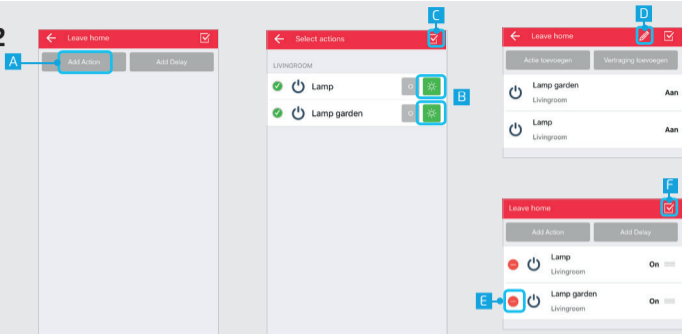 2
A
Leave home
Add Action Add Delay
C
Select actions
LIVINGROOM
Lamp
Lamp garden
B
D
Leave home
Actie toevoegen Vertraging toevoegen
Lamp garden Aan
Livingroom
Lamp Aan
Livingroom
F
Leave home
Add Action Add Delay
Lamp On
Livingroom
E
Lamp garden On
Livingroom